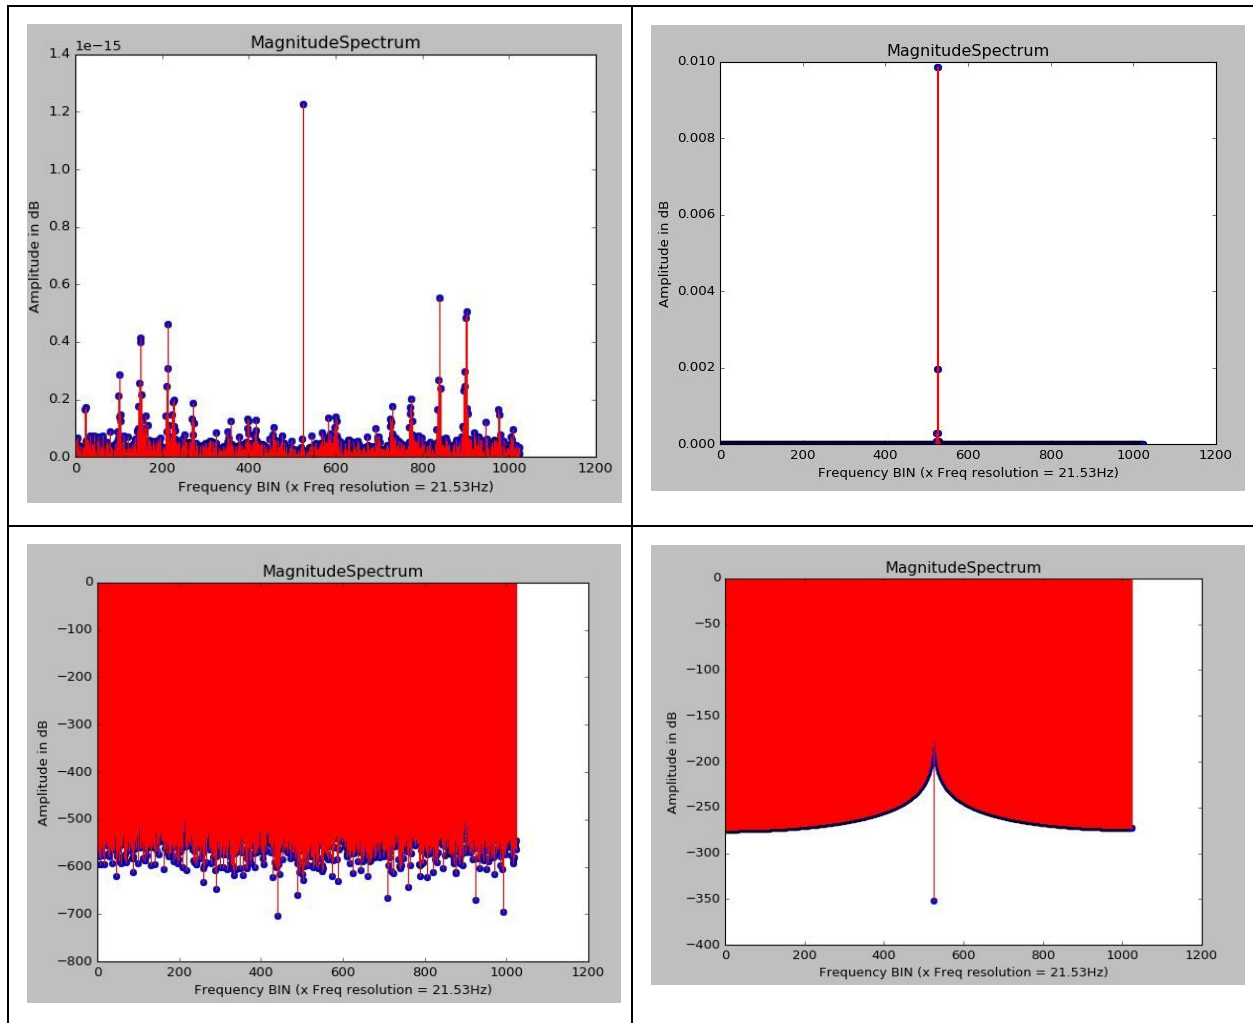 MagnitudeSpectrum
1e−15
1.4
1.2
1.0
0.8
0.6
0.4
0.2
0.0
0 200 400 600 800 1000 1200
Amplitude in dB
Frequency BIN (x Freq resolution = 21.53Hz)
MagnitudeSpectrum
0.010
0.008
0.006
0.004
0.002
0.000
0 200 400 600 800 1000 1200
Amplitude in dB
Frequency BIN (x Freq resolution = 21.53Hz)
MagnitudeSpectrum
0
−100
−200
−300
−400
−500
−600
−700
−800
0 200 400 600 800 1000 1200
Amplitude in dB
Frequency BIN (x Freq resolution = 21.53Hz)
MagnitudeSpectrum
0
−50
−100
−150
−200
−250
−300
−350
−400
0 200 400 600 800 1000 1200
Amplitude in dB
Frequency BIN (x Freq resolution = 21.53Hz)